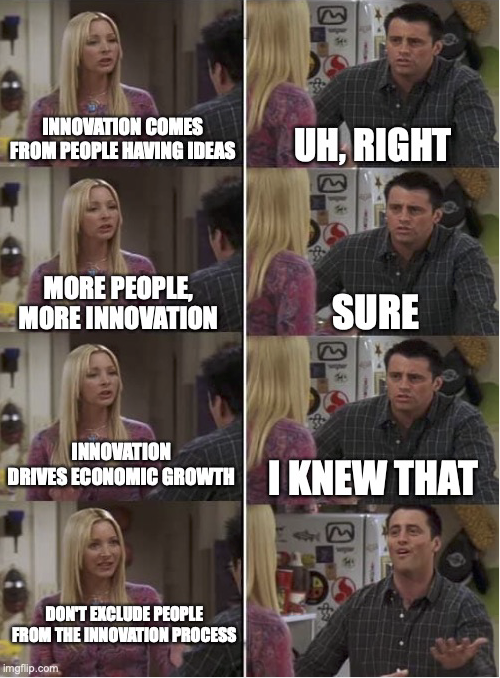 INNOVATION COMES
FROM PEOPLE HAVING IDEAS
UH, RIGHT
MORE PEOPLE,
MORE INNOVATION
SURE
INNOVATION
DRIVES ECONOMIC GROWTH
I KNEW THAT
DON'T EXCLUDE PEOPLE
FROM THE INNOVATION PROCESS
imgflip.com